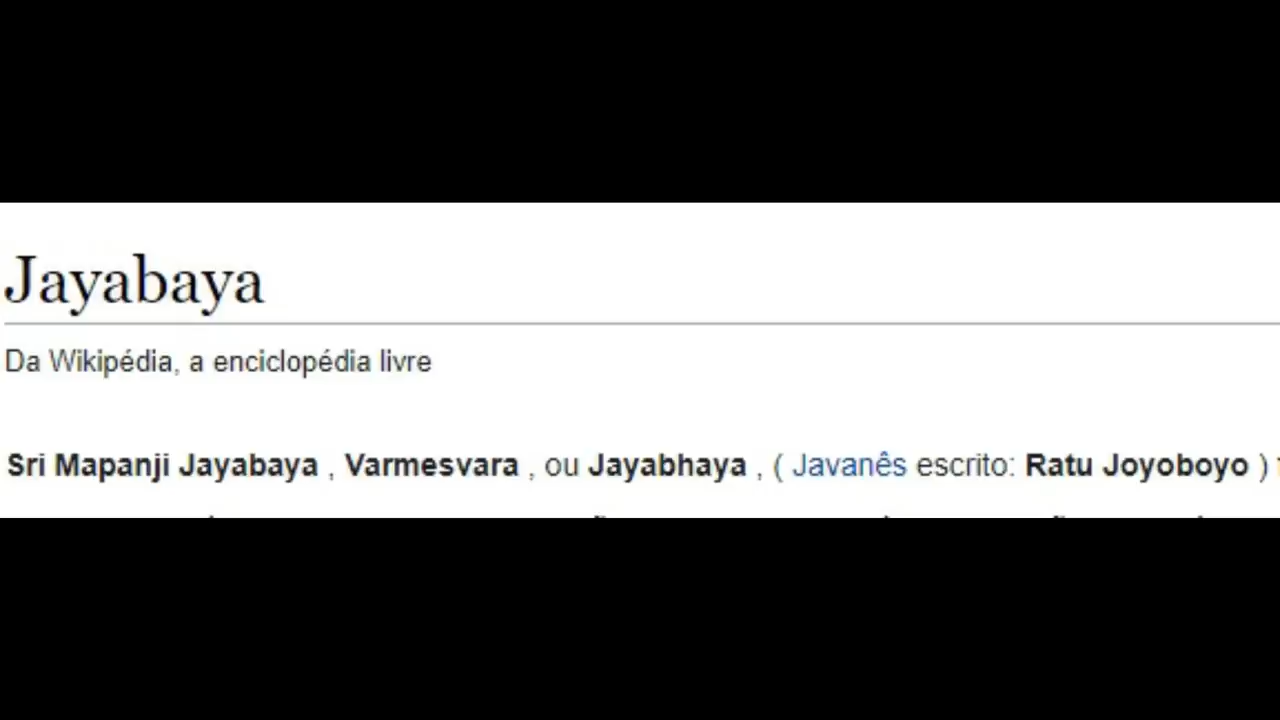 Jayabaya
Da Wikipédia, a enciclopédia livre
Sri Mapanji Jayabaya , Varmesvara , ou Jayabhaya , ( Javanês escrito: Ratu Joyoboyo )